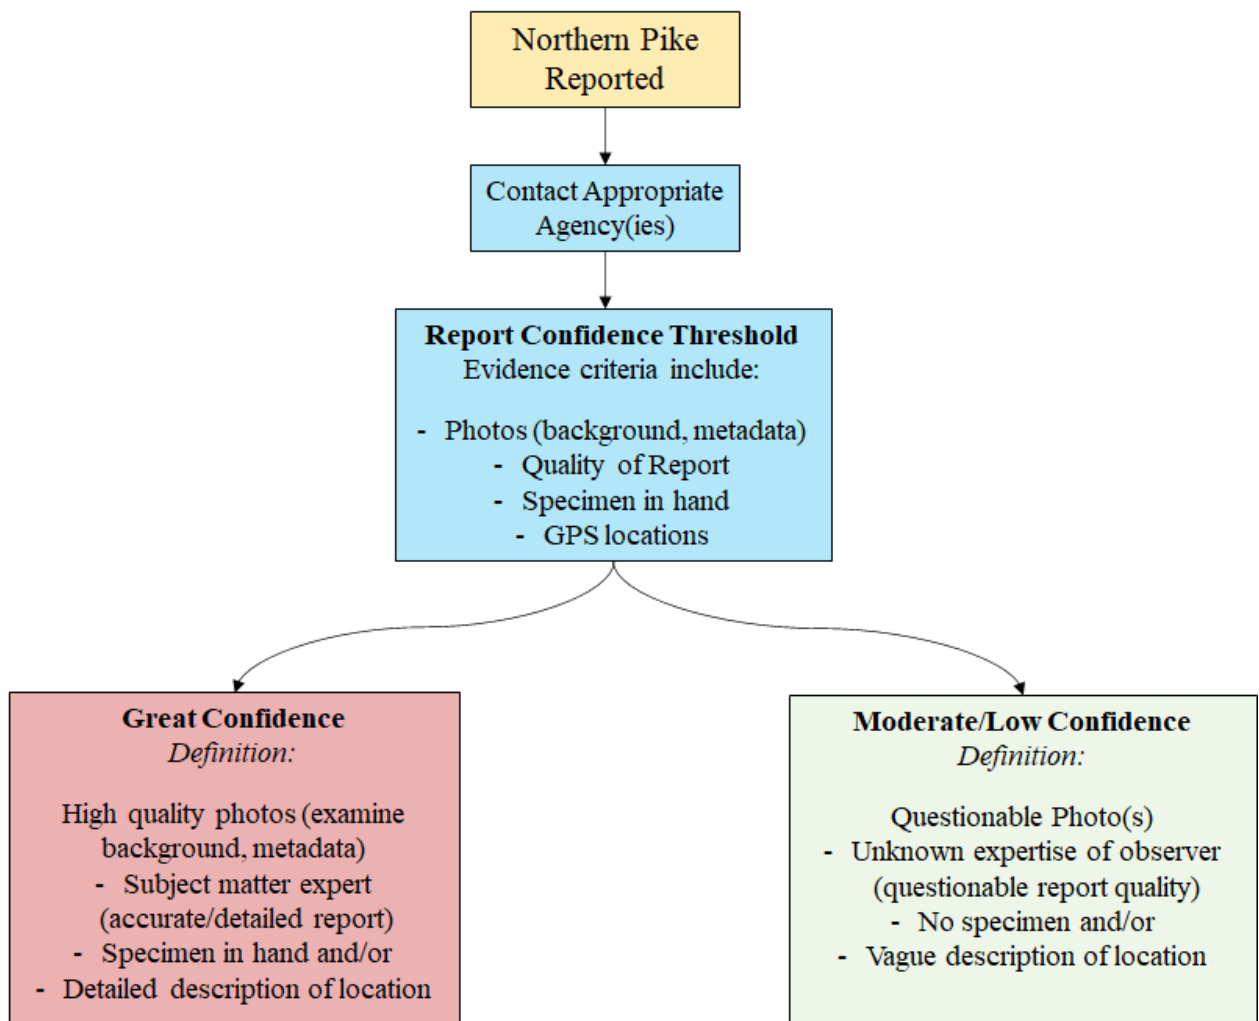 Northern Pike
Reported
Contact Appropriate
Agency(ies)
Report Confidence Threshold
Evidence criteria include:
- Photos (background, metadata)
- Quality of Report
- Specimen in hand
- GPS locations
Great Confidence
Definition:
High quality photos (examine
background, metadata)
- Subject matter expert
(accurate/detailed report)
- Specimen in hand and/or
- Detailed description of location
Moderate/Low Confidence
Definition:
Questionable Photo(s)
- Unknown expertise of observer
(questionable report quality)
- No specimen and/or
- Vague description of location